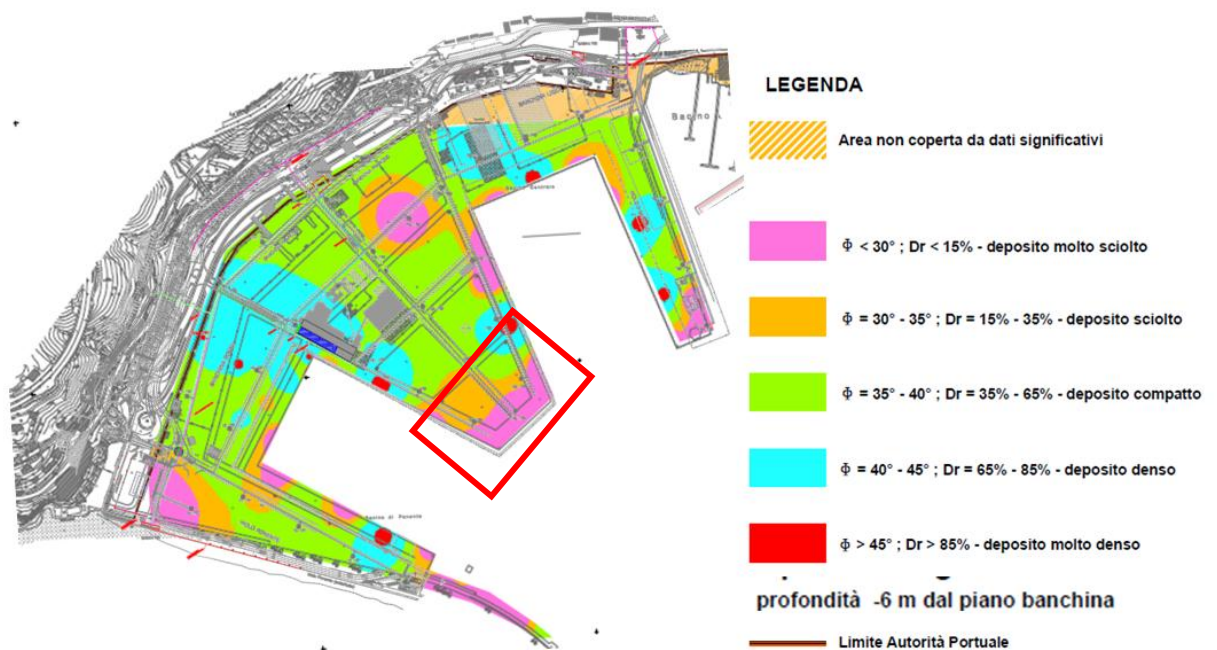 LEGENDA
Area non coperta da dati significativi
Φ < 30° ; Dr < 15% - deposito molto sciolto
Φ = 30° - 35° ; Dr = 15% - 35% - deposito sciolto
Φ = 35° - 40° ; Dr = 35% - 65% - deposito compatto
Φ = 40° - 45° ; Dr = 65% - 85% - deposito denso
Φ > 45° ; Dr > 85% - deposito molto denso
profondità -6 m dal piano banchina
Limite Autorità Portuale